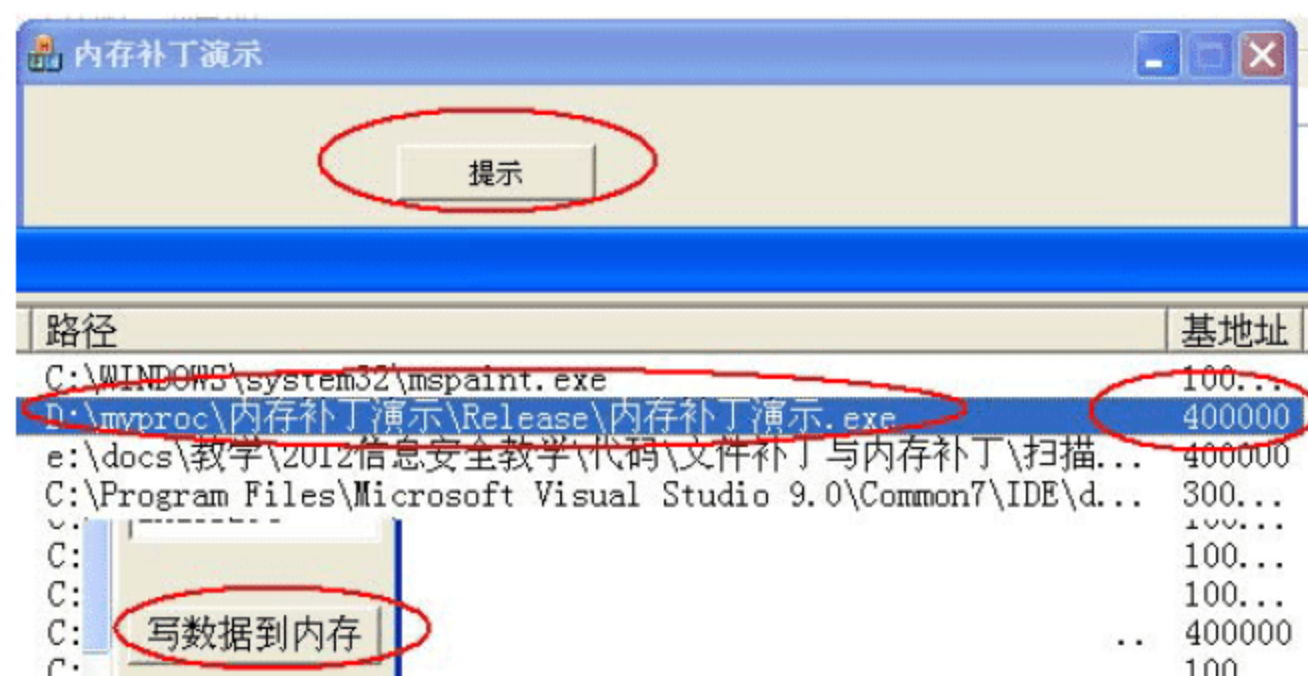 内存补丁演示
提示
路径 基地址
C:\WINDOWS\system32\mspaint.exe 100...
D:\myproc\内存补丁演示\Release\内存补丁演示.exe 400000
e:\docs\教学\2012信息安全教学\代码\文件补丁与内存补丁\扫描... 400000
C:\Program Files\Microsoft Visual Studio 9.0\Common7\IDE\d... 300...
C: 100...
C: 100...
C: 100...
C: 写数据到内存 .. 400000
C: 100